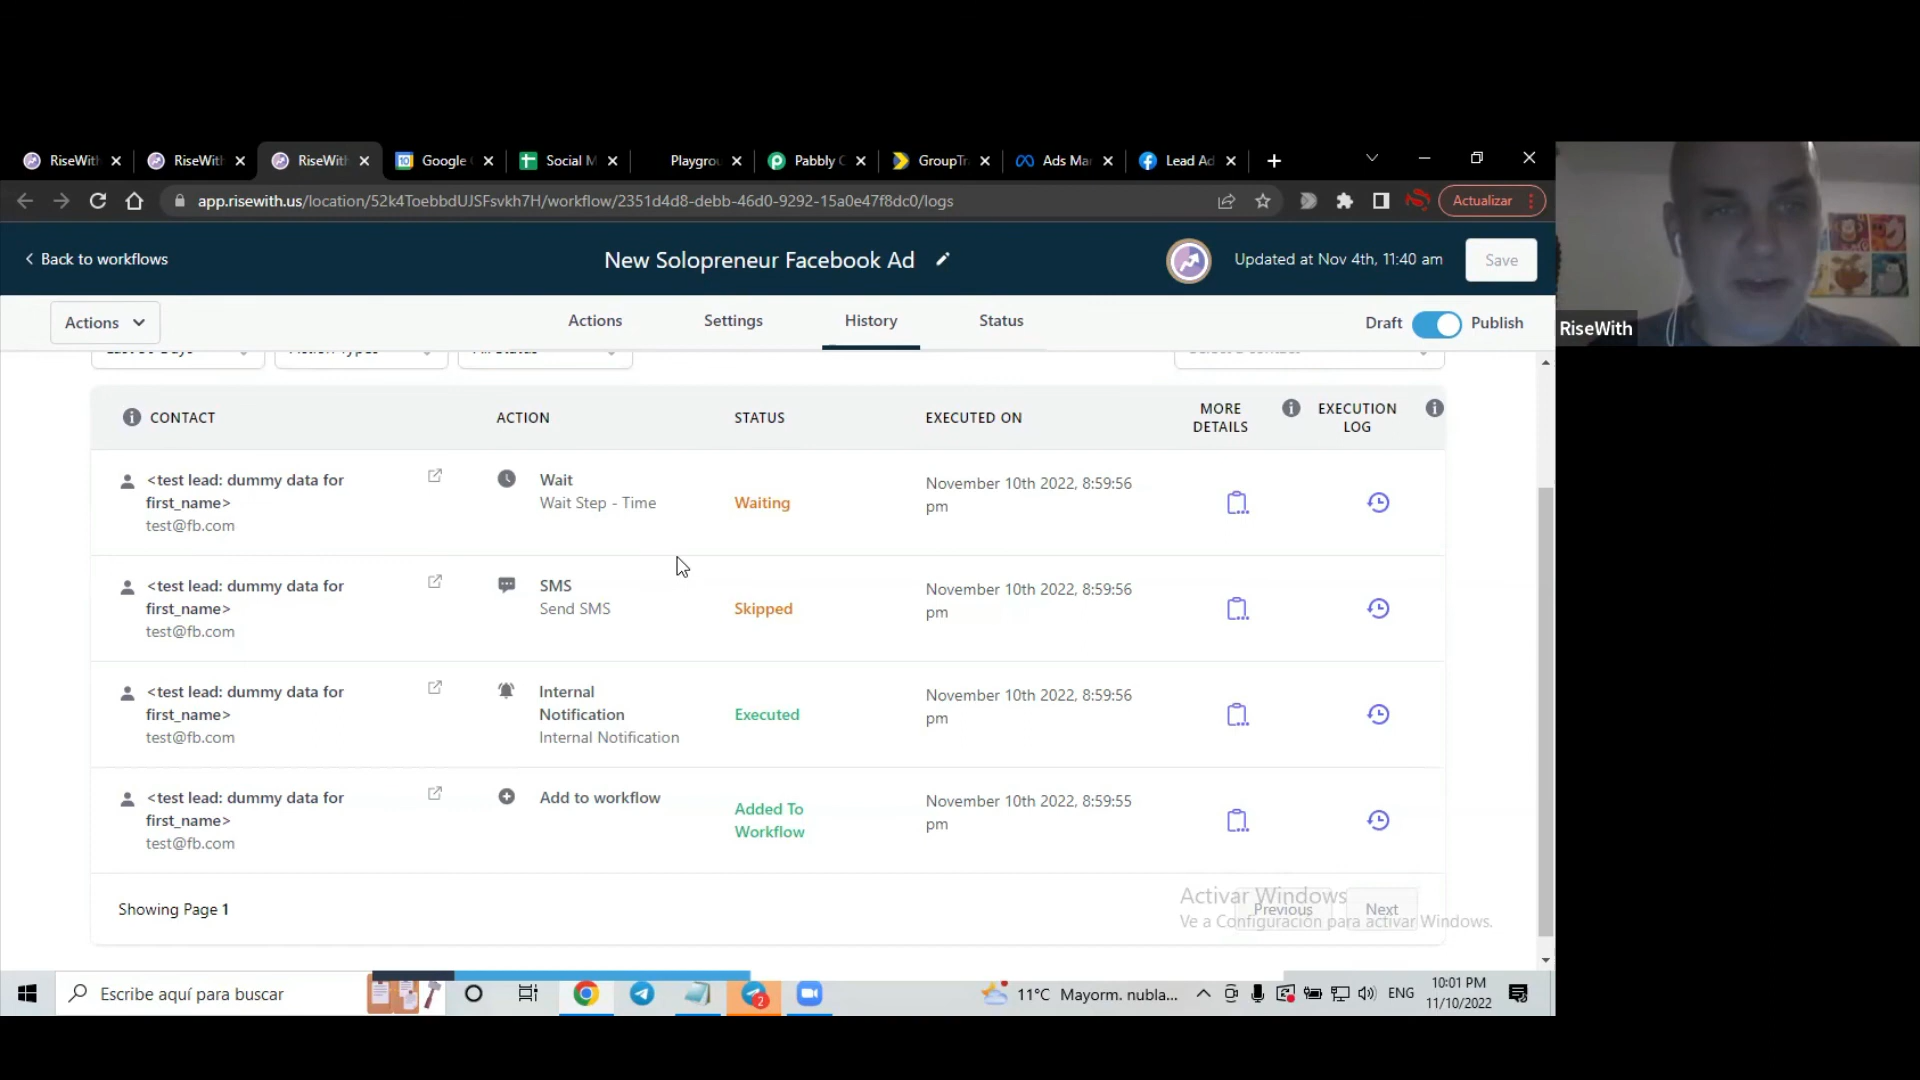 RiseWith
RiseWith
RiseWith
Google
Social M
Playgrou
Pabbly C
GroupTr
Ads Ma
Lead Ad
app.risewith.us/location/52k4ToebbdUJSFsvkh7H/workflow/2351d4d8-debb-46d0-9292-15a0e47f8dc0/logs
Actualizar
Back to workflows
New Solopreneur Facebook Ad
Updated at Nov 4th, 11:40 am
Save
Actions
Actions
Settings
History
Status
Draft
Publish
RiseWith
CONTACT
ACTION
STATUS
EXECUTED ON
MORE
DETAILS
EXECUTION
LOG
<test lead: dummy data for
first_name>
test@fb.com
Wait
Wait Step - Time
Waiting
November 10th 2022, 8:59:56
pm
<test lead: dummy data for
first_name>
test@fb.com
SMS
Send SMS
Skipped
November 10th 2022, 8:59:56
pm
<test lead: dummy data for
first_name>
test@fb.com
Internal
Notification
Internal Notification
Executed
November 10th 2022, 8:59:56
pm
<test lead: dummy data for
first_name>
test@fb.com
Add to workflow
Added To
Workflow
November 10th 2022, 8:59:55
pm
Showing Page 1
Previous
Next
Activar Windows
Ve a Configuración para activar Windows.
Escribe aquí para buscar
2
11°C Mayorm. nubla...
ENG
10:01 PM
11/10/2022